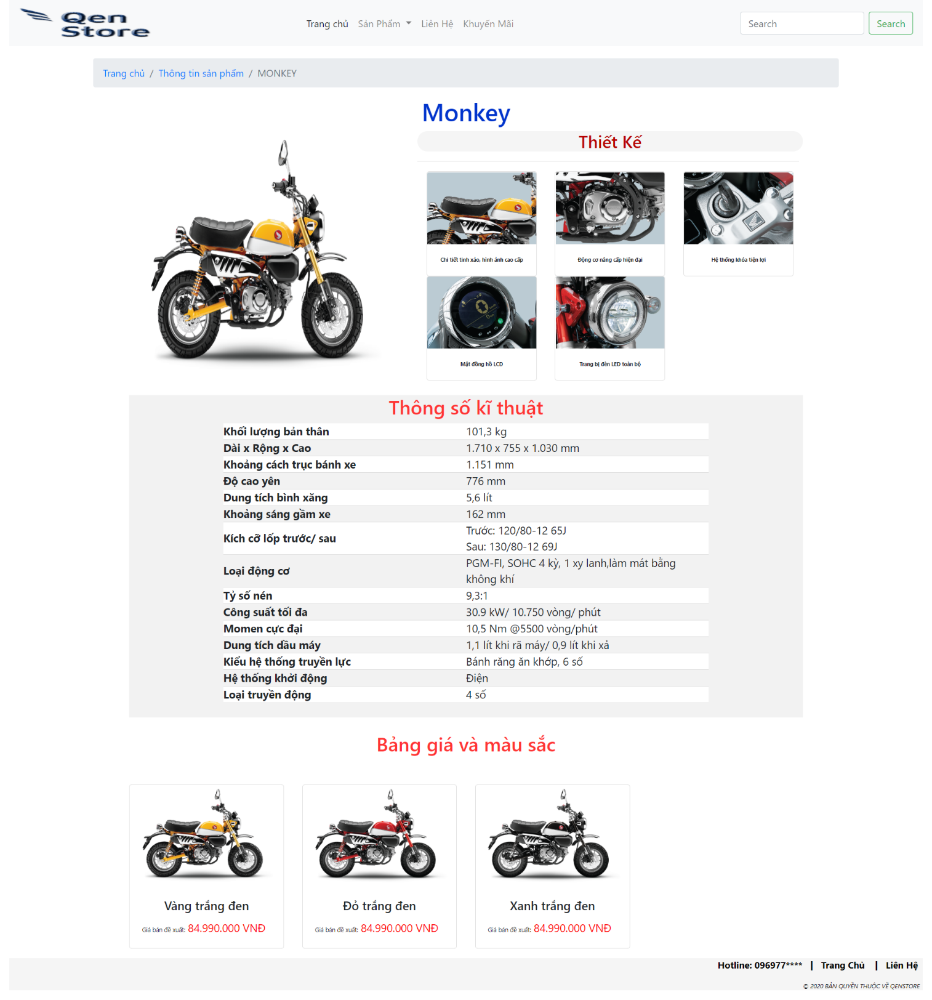 Qen
Store
Trang chủ
Sản Phẩm
Liên Hệ
Khuyến Mãi
Search
Search
Trang chủ / Thông tin sản phẩm / MONKEY
Monkey
Thiết Kế
Chi tiết tinh xảo, hình ảnh cao cấp
Động cơ nâng cấp hiện đại
Hệ thống khóa tiện lợi
Mặt đồng hồ LCD
Trang bị đèn LED toàn bộ
Thông số kĩ thuật
Khối lượng bản thân 101,3 kg
Dài x Rộng x Cao 1.710 x 755 x 1.030 mm
Khoảng cách trục bánh xe 1.151 mm
Độ cao yên 776 mm
Dung tích bình xăng 5,6 lít
Khoảng sáng gầm xe 162 mm
Kích cỡ lốp trước/ sau Trước: 120/80-12 65J
Sau: 130/80-12 69J
Loại động cơ PGM-FI, SOHC 4 kỳ, 1 xy lanh,làm mát bằng
không khí
Tỷ số nén 9,3:1
Công suất tối đa 30.9 kW/ 10.750 vòng/ phút
Momen cực đại 10,5 Nm @5500 vòng/phút
Dung tích dầu máy 1,1 lít khi rã máy/ 0,9 lít khi xả
Kiểu hệ thống truyền lực Bánh răng ăn khớp, 6 số
Hệ thống khởi động Điện
Loại truyền động 4 số
Bảng giá và màu sắc
Vàng trắng đen
Giá bán đề xuất: 84.990.000 VNĐ
Đỏ trắng đen
Giá bán đề xuất: 84.990.000 VNĐ
Xanh trắng đen
Giá bán đề xuất: 84.990.000 VNĐ
Hotline: 096977**** | Trang Chủ | Liên Hệ
© 2020 BẢN QUYỀN THUỘC VỀ QENSTORE